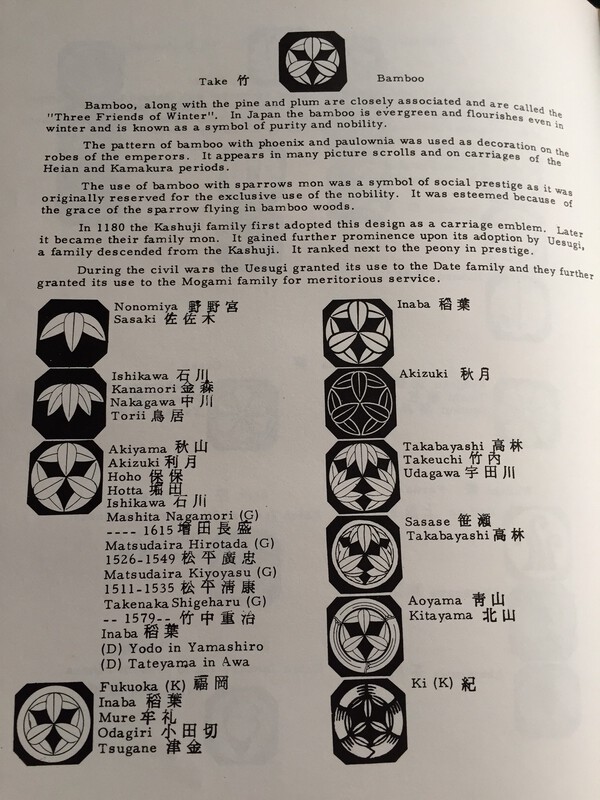 Take 竹 Bamboo
Bamboo, along with the pine and plum are closely associated and are called the
"Three Friends of Winter". In Japan the bamboo is evergreen and flourishes even in
winter and is known as a symbol of purity and nobility.
The pattern of bamboo with phoenix and paulownia was used as decoration on the
robes of the emperors. It appears in many picture scrolls and on carriages of the
Heian and Kamakura periods.
The use of bamboo with sparrows mon was a symbol of social prestige as it was
originally reserved for the exclusive use of the nobility. It was esteemed because of
the grace of the sparrow flying in bamboo woods.
In 1180 the Kashuji family first adopted this design as a carriage emblem. Later
it became their family mon. It gained further prominence upon its adoption by Uesugi,
a family descended from the Kashuji. It ranked next to the peony in prestige.
During the civil wars the Uesugi granted its use to the Date family and they further
granted its use to the Mogami family for meritorious service.
Nonomiya 野野宮
Sasaki 佐佐木
Ishikawa 石川
Kanamori 金森
Nakagawa 中川
Torii 鳥居
Akiyama 秋山
Akizuki 利月
Hoho 保保
Hotta 堀田
Ishikawa 石川
Mashita Nagamori (G)
---- 1615 増田長盛
Matsudaira Hirotada (G)
1526-1549 松平廣忠
Matsudaira Kiyoyasu (G)
1511-1535 松平清康
Takenaka Shigeharu (G)
-- 1579-- 竹中重治
Inaba 稻葉
(D) Yodo in Yamashiro
(D) Tateyama in Awa
Fukuoka (K) 福岡
Inaba 稻葉
Mure 牟礼
Odagiri 小田切
Tsugane 津金
Inaba 稻葉
Akizuki 秋月
Takabayashi 高林
Takeuchi 竹内
Udagawa 宇田川
Sasase 笹瀬
Takabayashi 高林
Aoyama 青山
Kitayama 北山
Ki (K) 紀